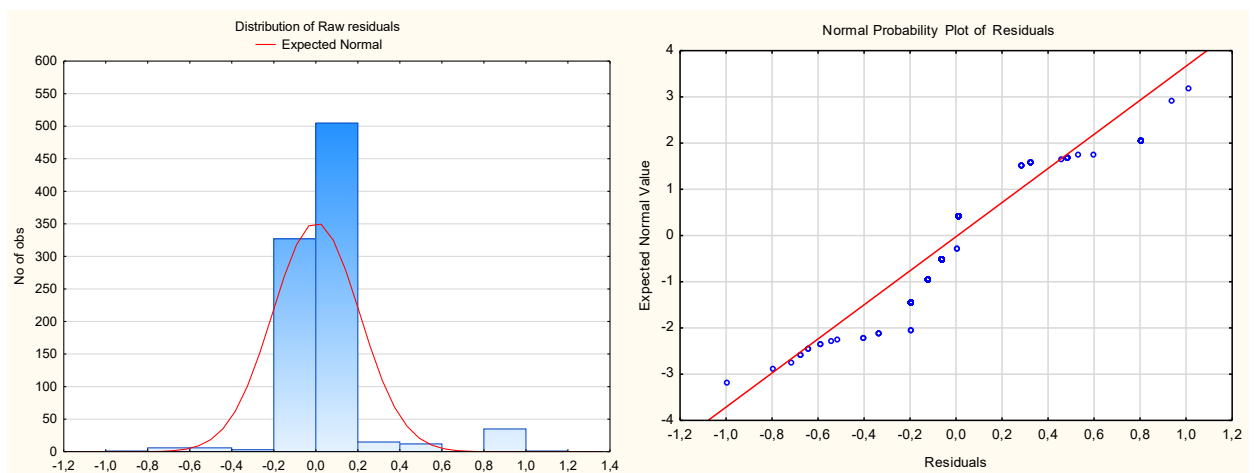 Distribution of Raw residuals
Expected Normal
600
550
500
450
400
350
300
250
200
150
100
50
0
No of obs
-1,2 -1,0 -0,8 -0,6 -0,4 -0,2 0,0 0,2 0,4 0,6 0,8 1,0 1,2 1,4
Normal Probability Plot of Residuals
4
3
2
1
0
-1
-2
-3
-4
Expected Normal Value
-1,2 -1,0 -0,8 -0,6 -0,4 -0,2 0,0 0,2 0,4 0,6 0,8 1,0 1,2
Residuals